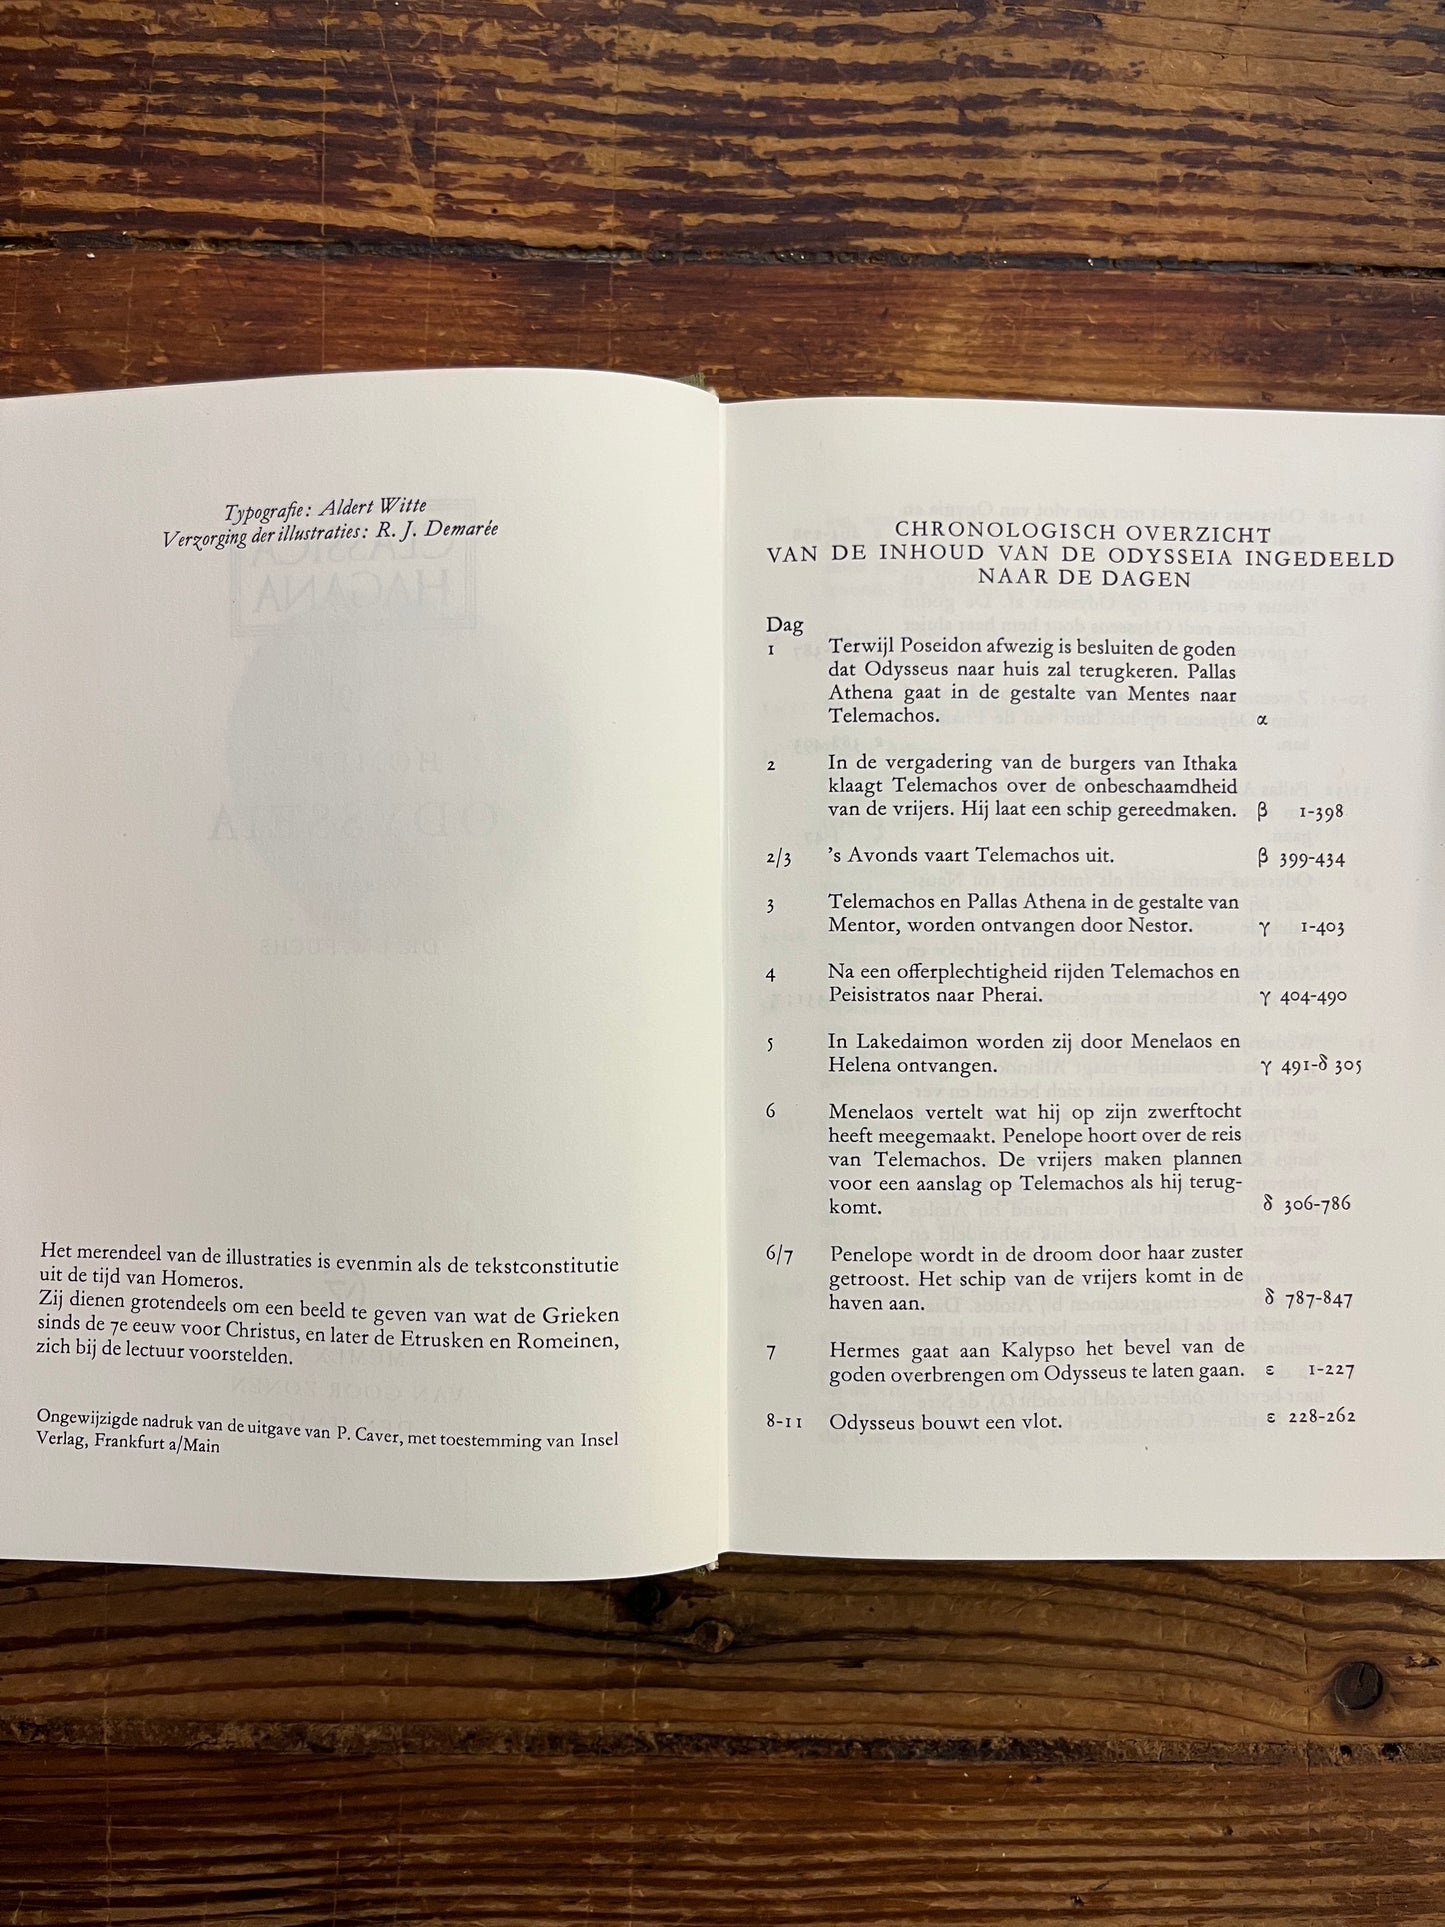 Typografie: Aldert Witte
Verzorging der illustraties: R. J. Demarée
Het merendeel van de illustraties is evenmin als de tekstconstitutie
uit de tijd van Homeros.
Zij dienen grotendeels om een beeld te geven van wat de Grieken
sinds de 7e eeuw voor Christus, en later de Etrusken en Romeinen,
zich bij de lectuur voorstelden.
Ongewijzigde nadruk van de uitgave van P. Caver, met toestemming van Insel
Verlag, Frankfurt a/Main
CHRONOLOGISCH OVERZICHT
VAN DE INHOUD VAN DE ODYSSEIA INGEDEELD
NAAR DE DAGEN
Dag
1 Terwijl Poseidon afwezig is besluiten de goden
dat Odysseus naar huis zal terugkeren. Pallas
Athena gaat in de gestalte van Mentes naar
Telemachos. α
2 In de vergadering van de burgers van Ithaka
klaagt Telemachos over de onbeschaamdheid
van de vrijers. Hij laat een schip gereedmaken. β 1-398
2/3 's Avonds vaart Telemachos uit. β 399-434
3 Telemachos en Pallas Athena in de gestalte van
Mentor, worden ontvangen door Nestor. γ 1-403
4 Na een offerplechtigheid rijden Telemachos en
Peisistratos naar Pherai. γ 404-490
5 In Lakedaimon worden zij door Menelaos en
Helena ontvangen. γ 491-δ 305
6 Menelaos vertelt wat hij op zijn zwerftocht
heeft meegemaakt. Penelope hoort over de reis
van Telemachos. De vrijers maken plannen
voor een aanslag op Telemachos als hij terug-
komt. δ 306-786
6/7 Penelope wordt in de droom door haar zuster
getroost. Het schip van de vrijers komt in de
haven aan. δ 787-847
7 Hermes gaat aan Kalypso het bevel van de
goden overbrengen om Odysseus te laten gaan. ε 1-227
8-11 Odysseus bouwt een vlot. ε 228-262